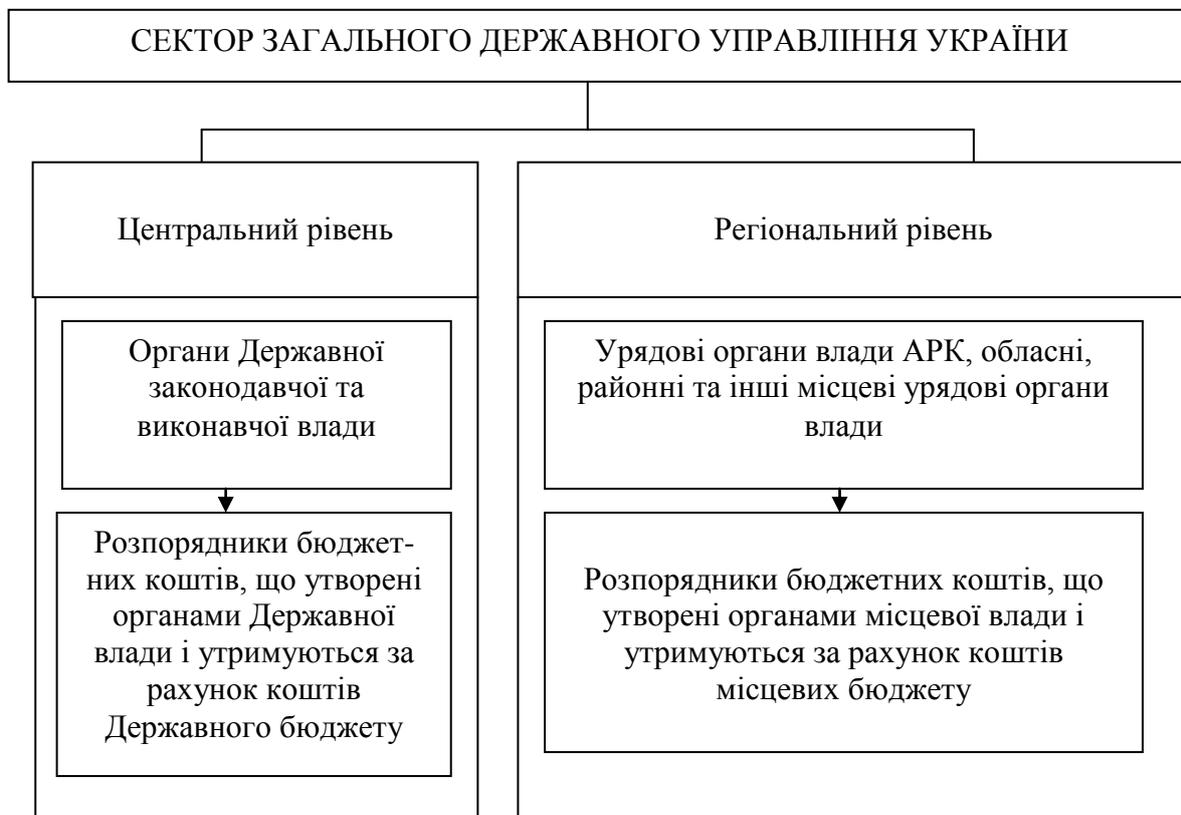 СЕКТОР ЗАГАЛЬНОГО ДЕРЖАВНОГО УПРАВЛІННЯ УКРАЇНИ
Центральний рівень
Регіональний рівень
Органи Державної
законодавчої та
виконавчої влади
Урядові органи влади АРК, обласні,
районні та інші місцеві урядові органи
влади
Розпорядники бюджет-
них коштів, що утворені
органами Державної
влади і утримуються за
рахунок коштів
Державного бюджету
Розпорядники бюджетних коштів, що
утворені органами місцевої влади і
утримуються за рахунок коштів
місцевих бюджету